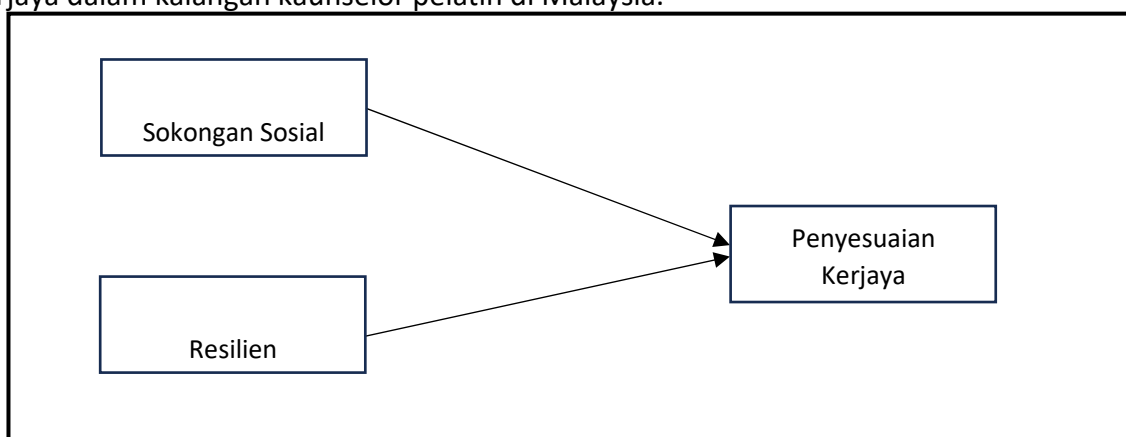 rjaya dalam kalangan kaunselor pelatih di Malaysia.
Sokongan Sosial
Penyesuaian
Kerjaya
Resilien